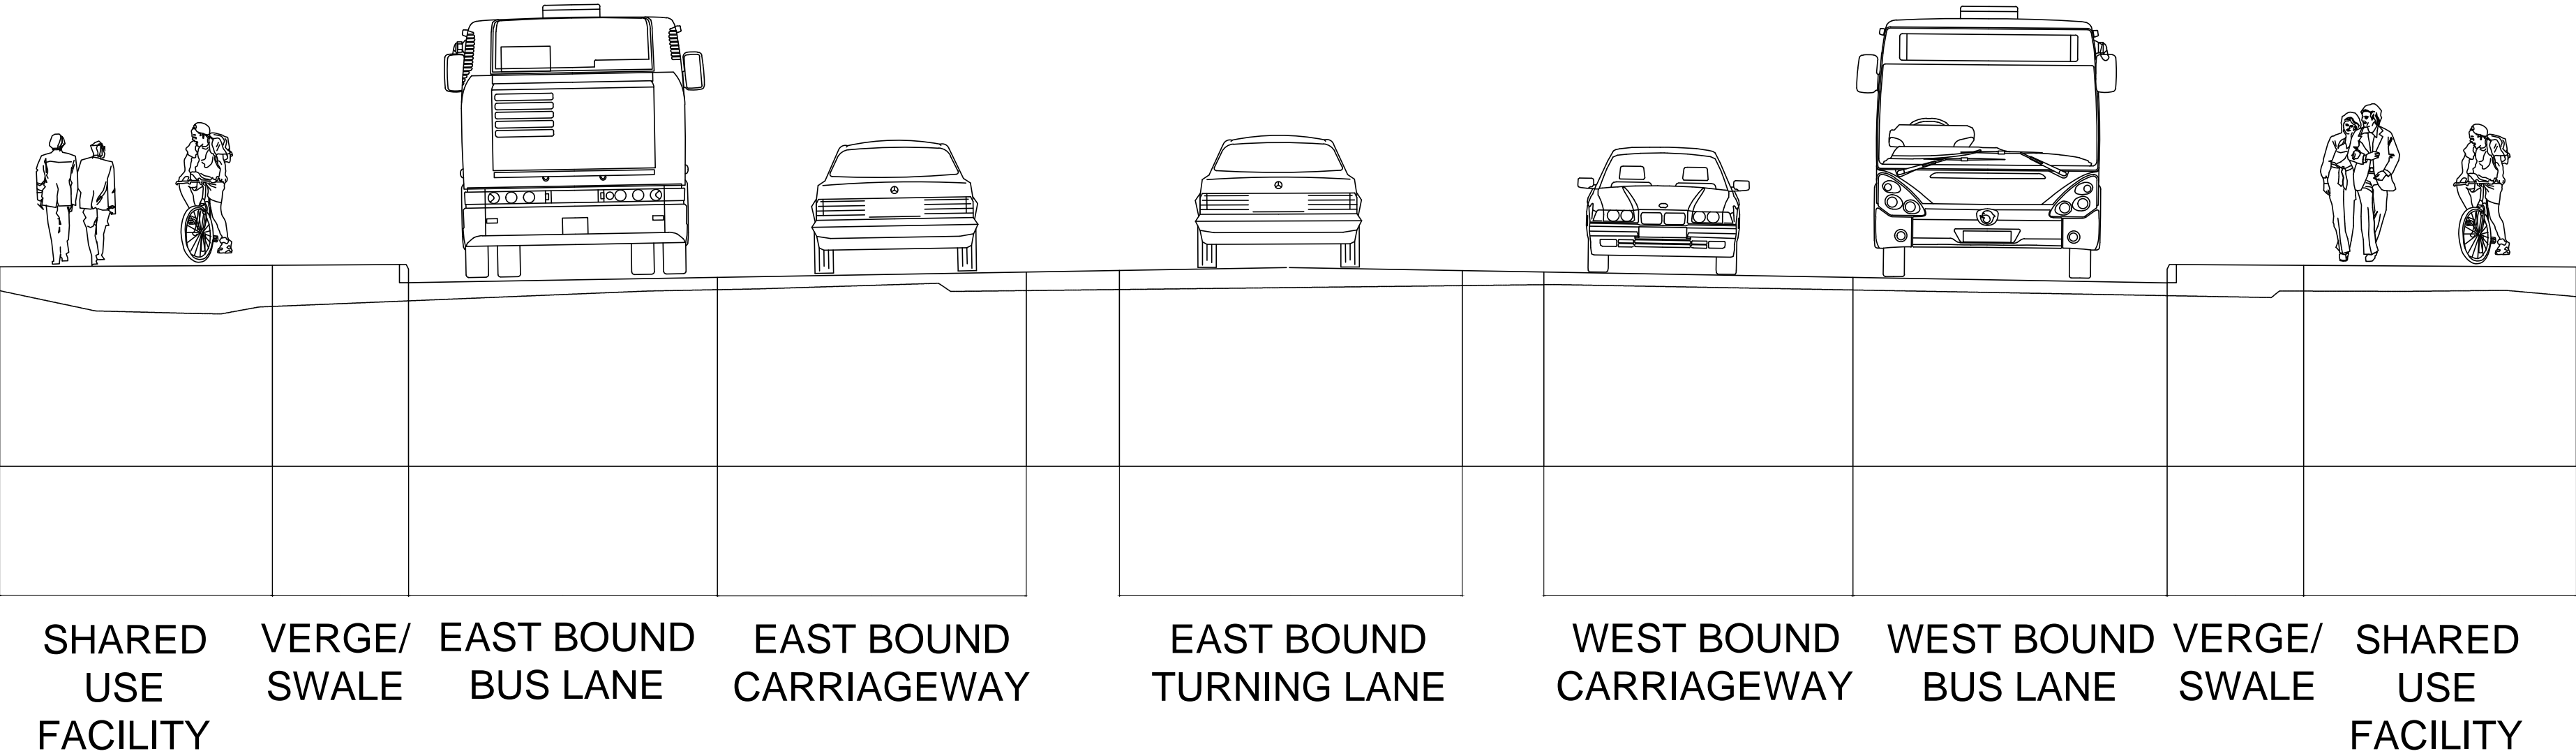 SHARED
USE
FACILITY
VERGE/
SWALE
EAST BOUND
BUS LANE
EAST BOUND
CARRIAGEWAY
EAST BOUND
TURNING LANE
WEST BOUND
CARRIAGEWAY
WEST BOUND
BUS LANE
VERGE/
SWALE
SHARED
USE
FACILITY